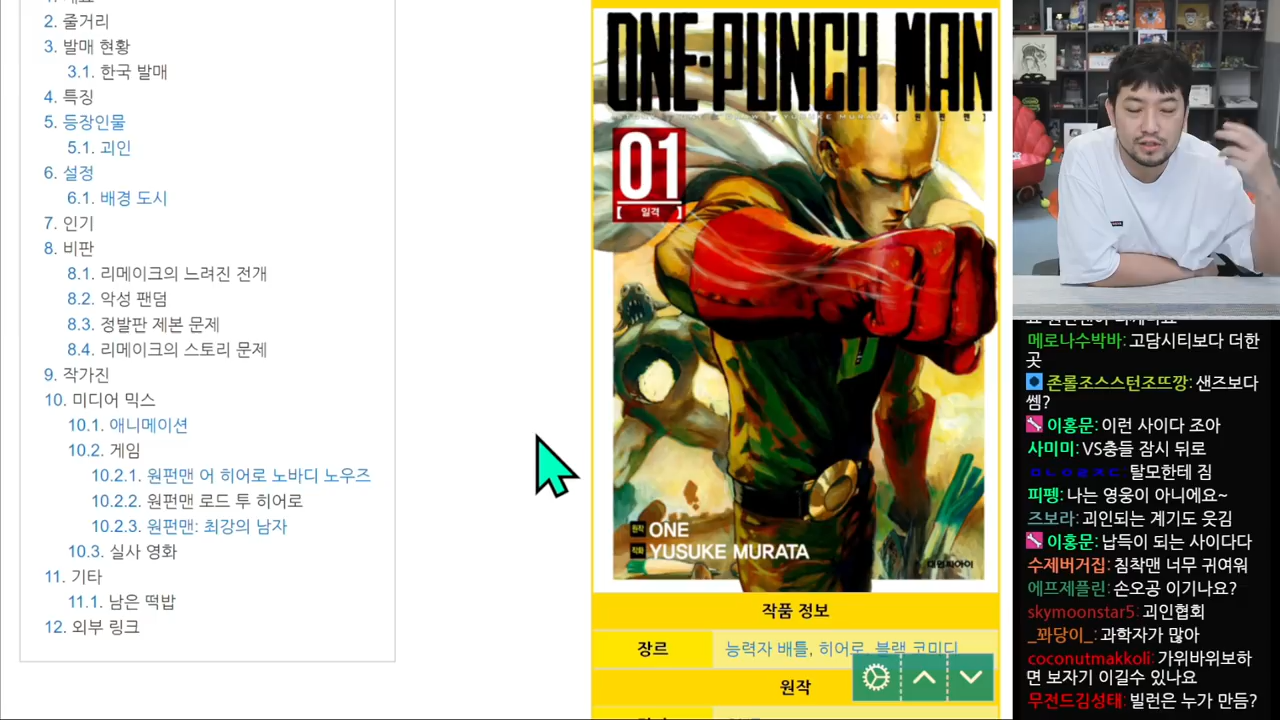 2. 줄거리
3. 발매 현황
3.1. 한국 발매
4. 특징
5. 등장인물
5.1. 괴인
6. 설정
6.1. 배경 도시
7. 인기
8. 비판
8.1. 리메이크의 느려진 전개
8.2. 악성 팬덤
8.3. 정발판 제본 문제
8.4. 리메이크의 스토리 문제
9. 작가진
10. 미디어 믹스
10.1. 애니메이션
10.2. 게임
10.2.1. 원펀맨 어 히어로 노바디 노우즈
10.2.2. 원펀맨 로드 투 히어로
10.2.3. 원펀맨: 최강의 남자
10.3. 실사 영화
11. 기타
11.1. 남은 떡밥
12. 외부 링크
ONE-PUNCH MAN
YUSUKE MURATA [원펀맨]
01
[일격]
원작 ONE
작화 YUSUKE MURATA
대원씨아이
작품 정보
장르
능력자 배틀, 히어로, 블랙 코미디
원작
메로나수박바: 고담시티보다 더한
곳
존롤조스스턴조뜨깡: 샌즈보다
쎔?
이홍문: 이런 사이다 조아
사미미: VS충들 잠시 뒤로
탈모한테 짐
피펭: 나는 영웅이 아니에요~
즈보라: 괴인되는 계기도 웃김
이홍문: 납득이 되는 사이다다
수제버거집: 침착맨 너무 귀여워
에프제플린: 손오공 이기나요?
skymoonstar5: 괴인협회
_꽈당이_: 과학자가 많아
coconutmakkoli: 가위바위보하
면 보자기 이길수 있나요
무전드김성태: 빌런은 누가 만듬?